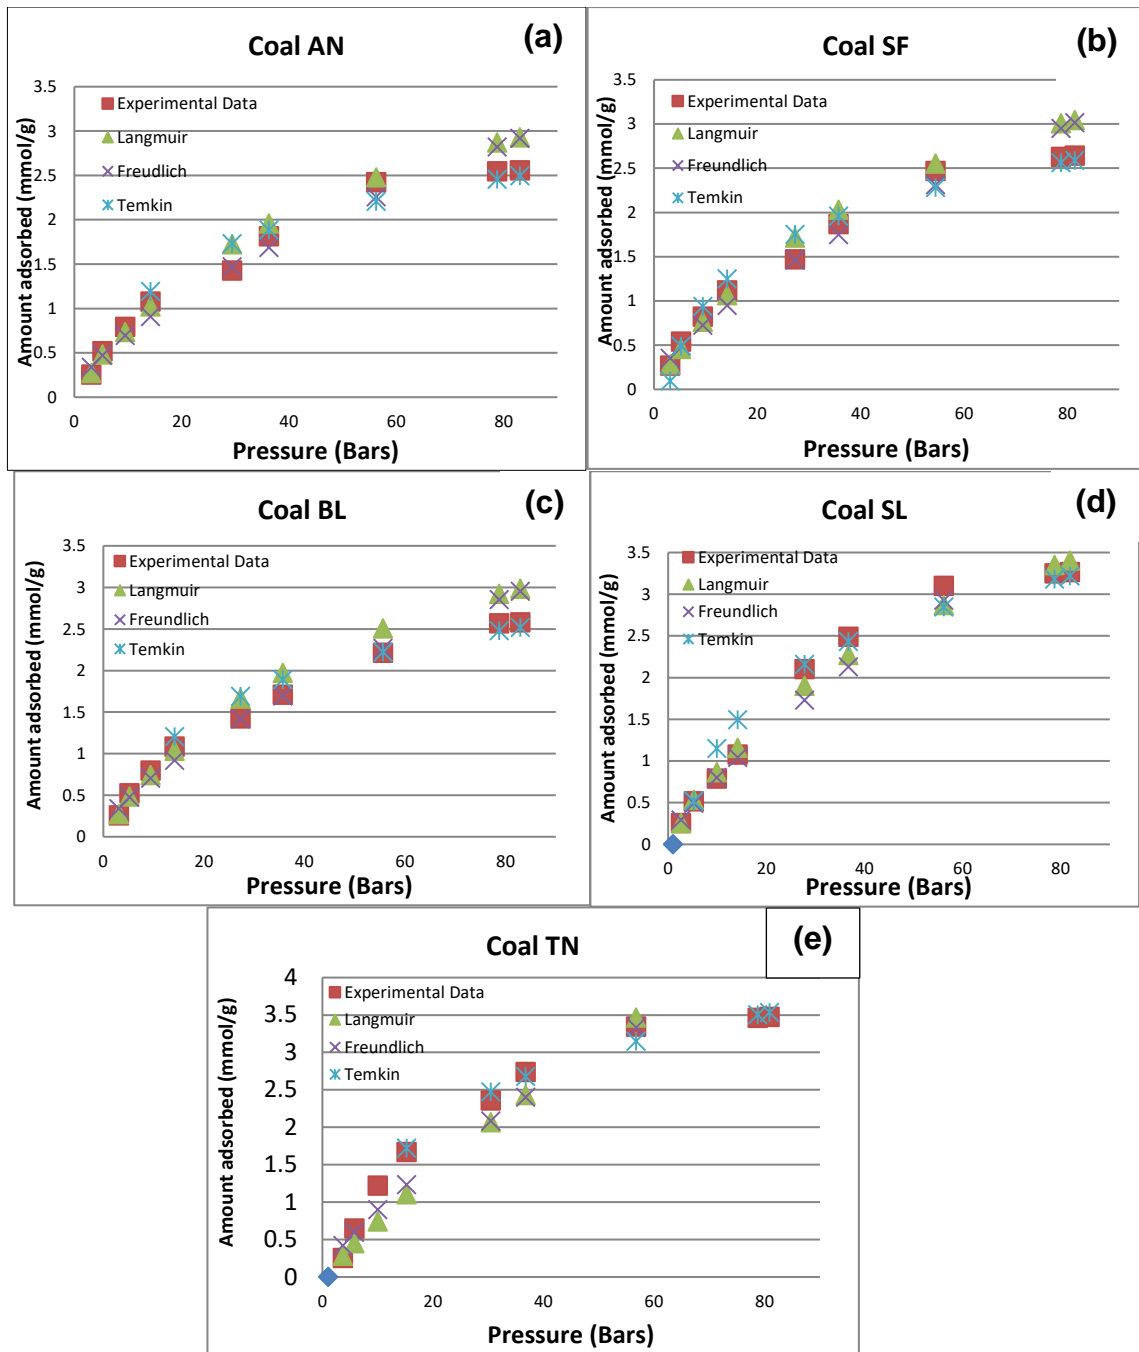 Coal AN
(a)
Amount adsorbed (mmol/g)
3.5
3
2.5
2
1.5
1
0.5
0
Experimental Data
Langmuir
Freudlich
Temkin
0 20 40 60 80
Pressure (Bars)
Coal SF
(b)
Amount adsorbed (mmol/g)
3.5
3
2.5
2
1.5
1
0.5
0
Experimental Data
Langmuir
Freundlich
Temkin
0 20 40 60 80
Pressure (Bars)
Coal BL
(c)
Amount adsorbed (mmol/g)
3.5
3
2.5
2
1.5
1
0.5
0
Experimental Data
Langmuir
Freundlich
Temkin
0 20 40 60 80
Pressure (Bars)
Coal SL
(d)
Amount adsorbed (mmol/g)
3.5
3
2.5
2
1.5
1
0.5
0
Experimental Data
Langmuir
Freundlich
Temkin
0 20 40 60 80
Pressure (Bars)
Coal TN
(e)
Amount adsorbed (mmol/g)
4
3.5
3
2.5
2
1.5
1
0.5
0
Experimental Data
Langmuir
Freundlich
Temkin
0 20 40 60 80
Pressure (Bars)